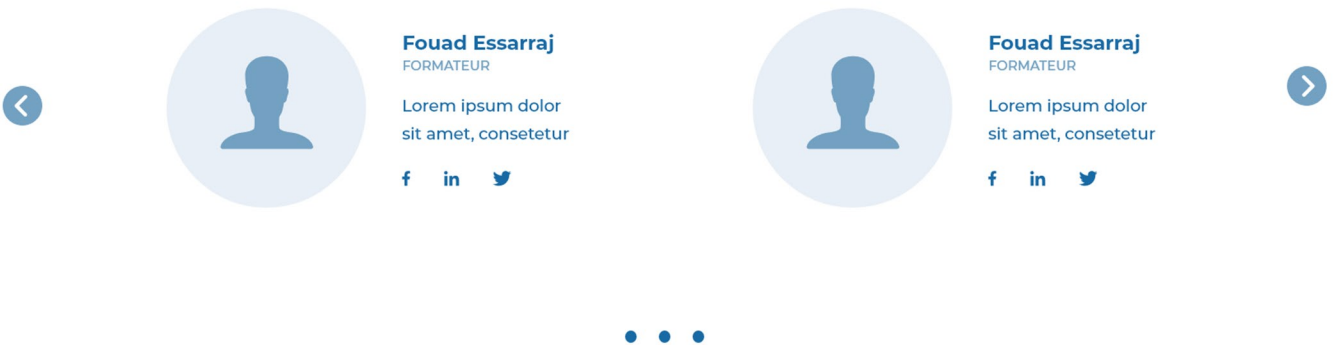 Fouad Essarraj
FORMATEUR
Lorem ipsum dolor
sit amet, consetetur
Fouad Essarraj
FORMATEUR
Lorem ipsum dolor
sit amet, consetetur